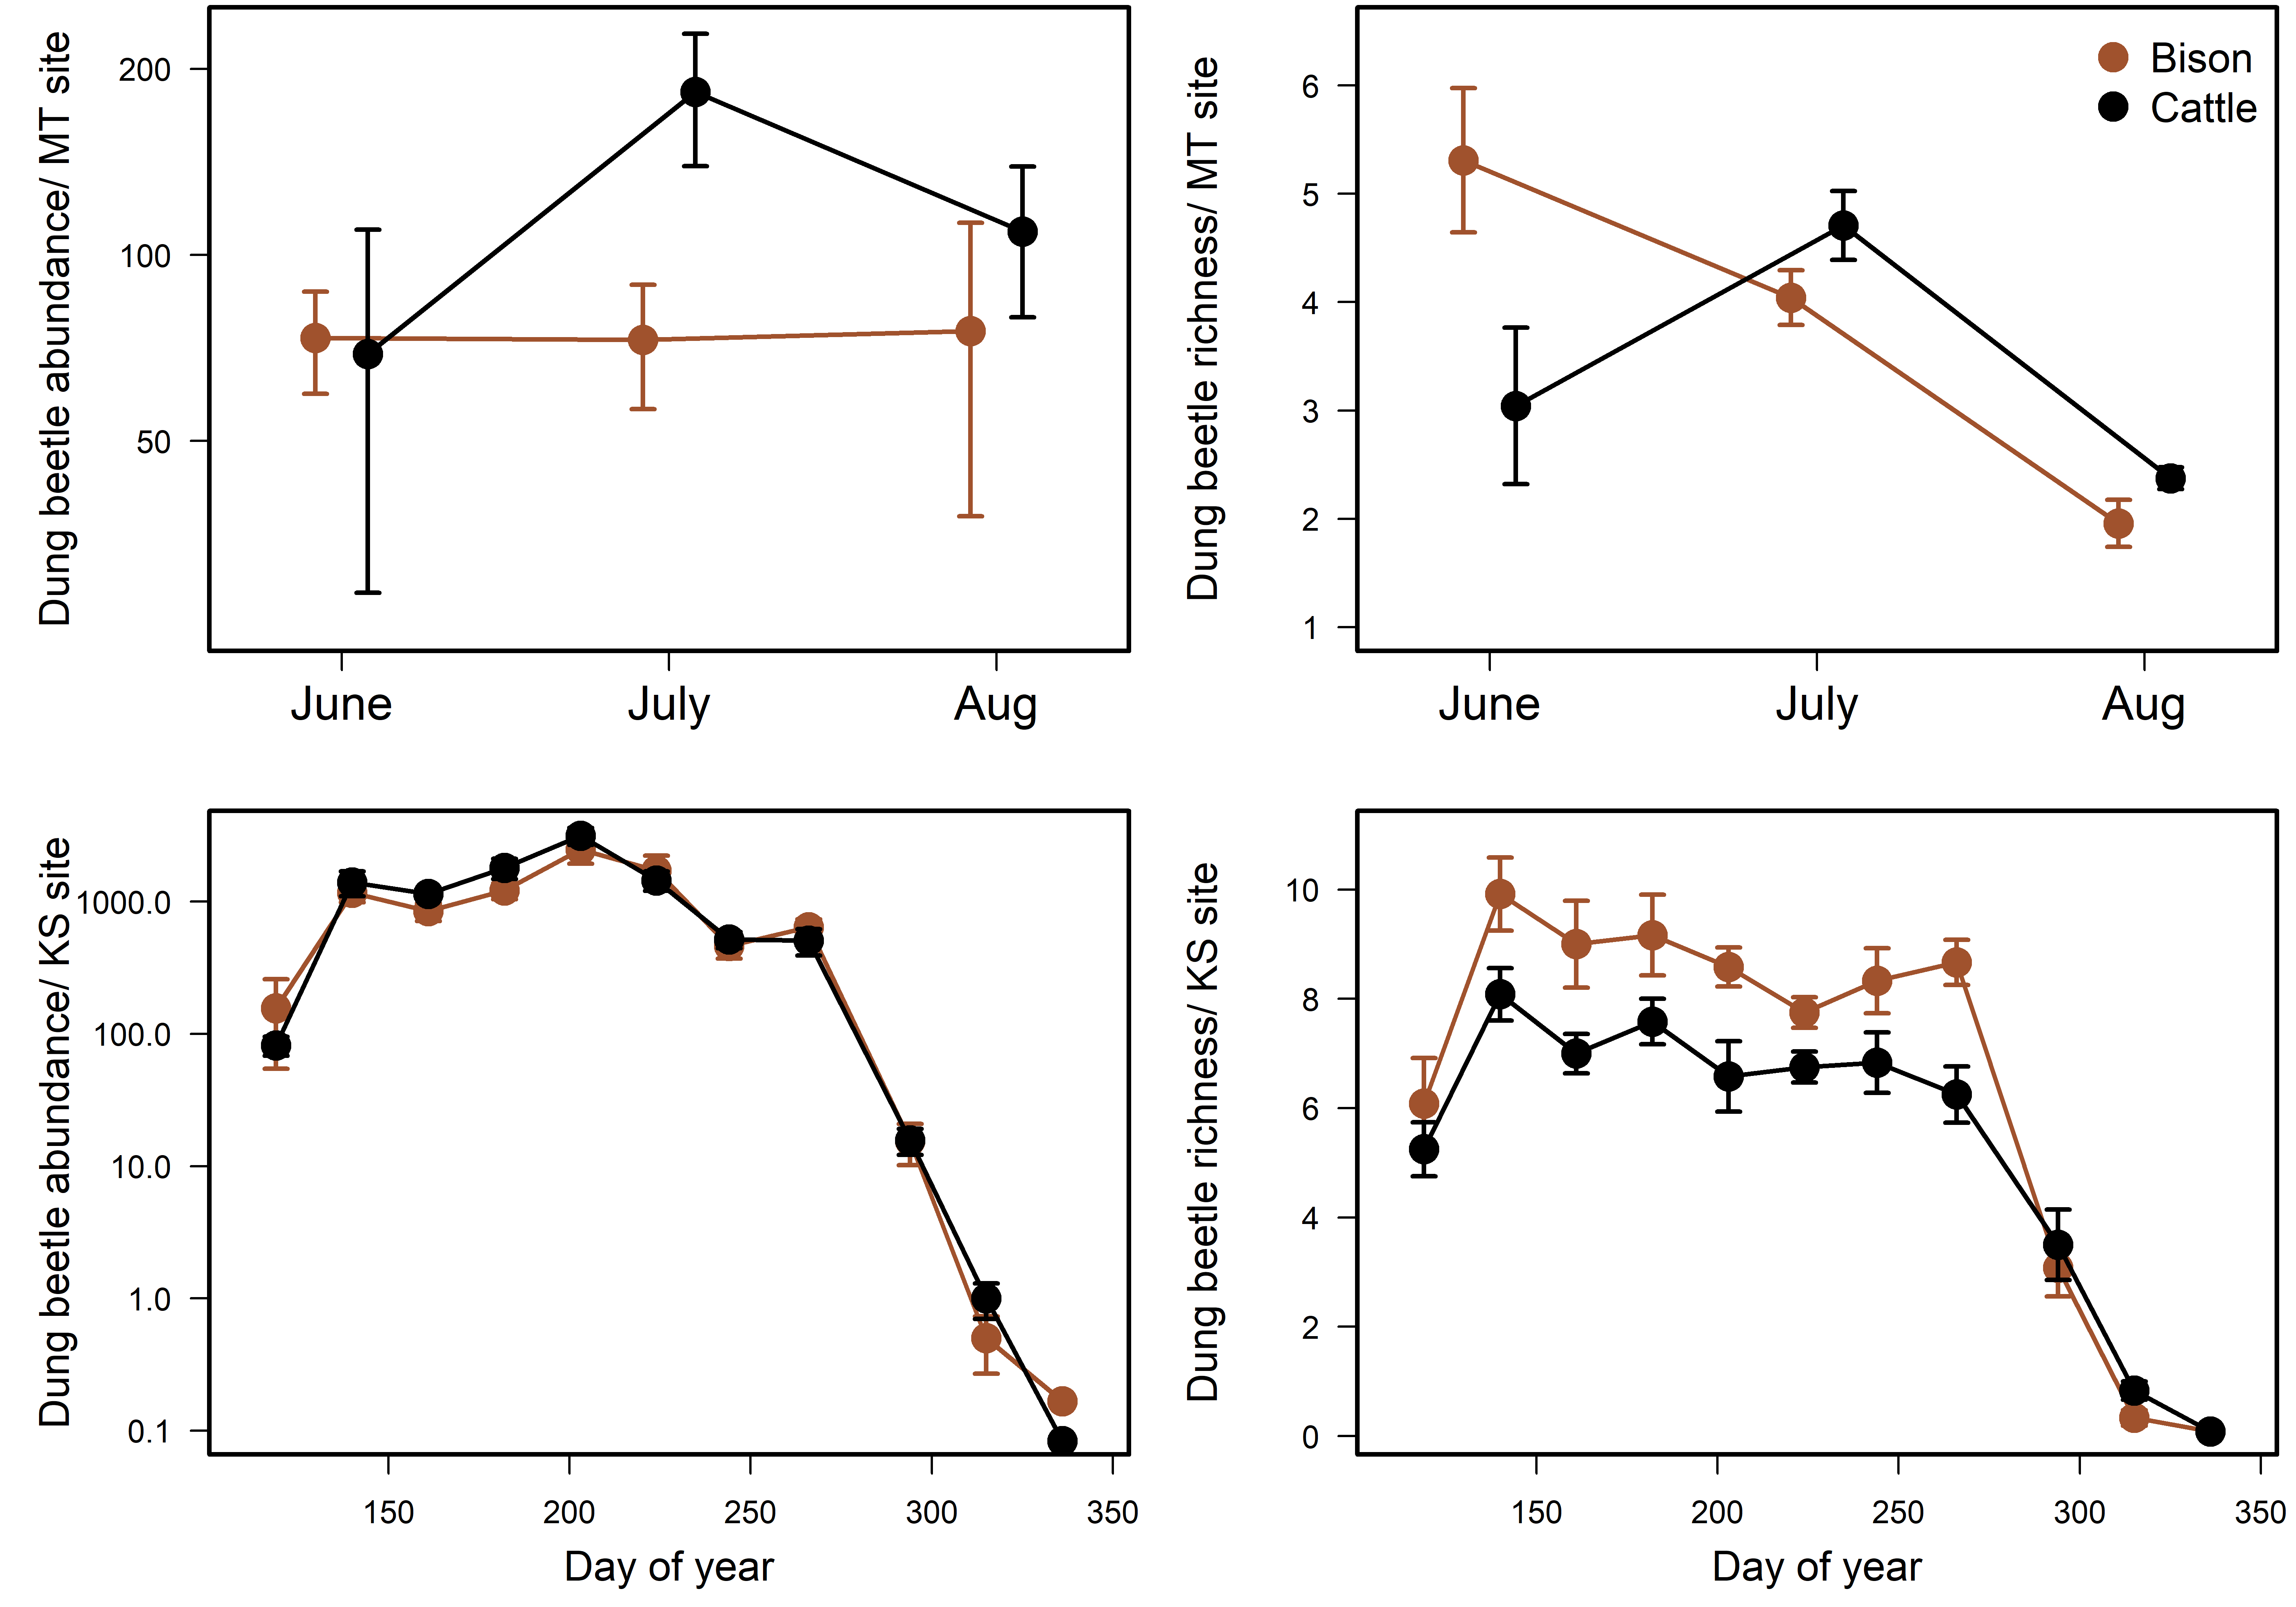 Dung beetle abundance/ MT site
200
100
50
June
July
Aug
Dung beetle richness/ MT site
6
5
4
3
2
1
June
July
Aug
Bison
Cattle
Dung beetle abundance/ KS site
1000.0
100.0
10.0
1.0
0.1
150
200
250
300
350
Day of year
Dung beetle richness/ KS site
10
8
6
4
2
0
150
200
250
300
350
Day of year